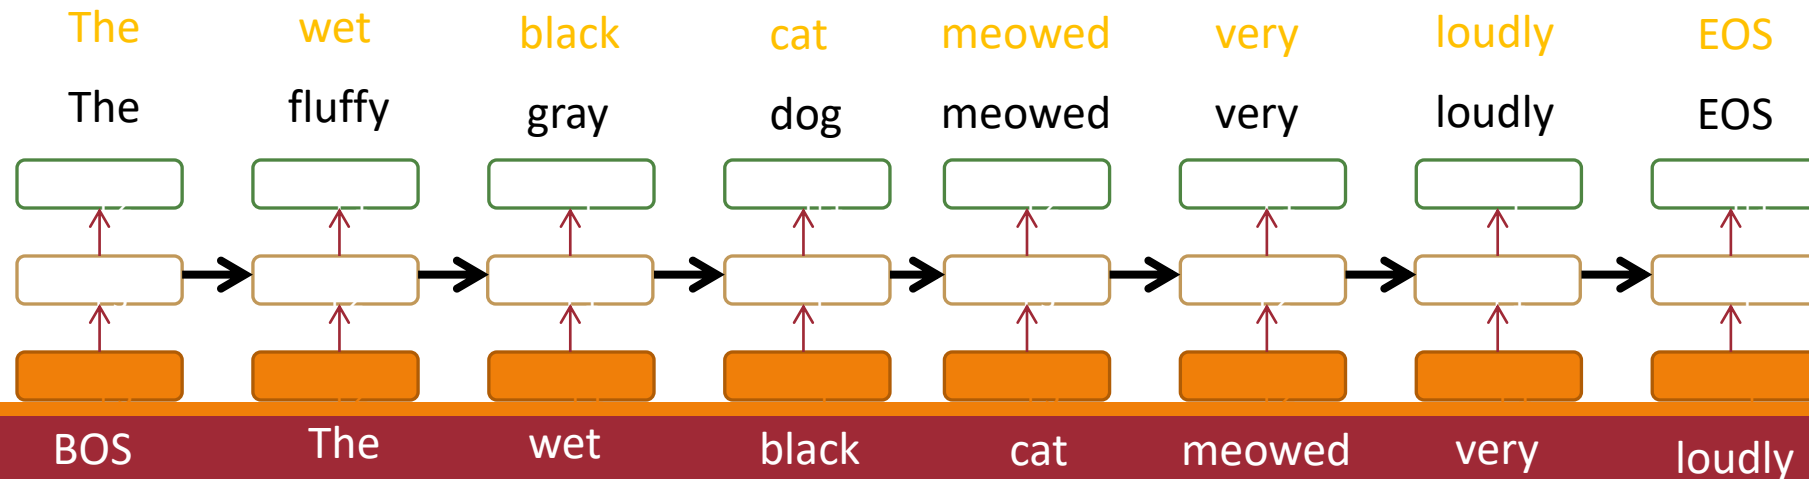 The wet black cat meowed very loudly EOS
The fluffy gray dog meowed very loudly EOS
BOS The wet black cat meowed very loudly